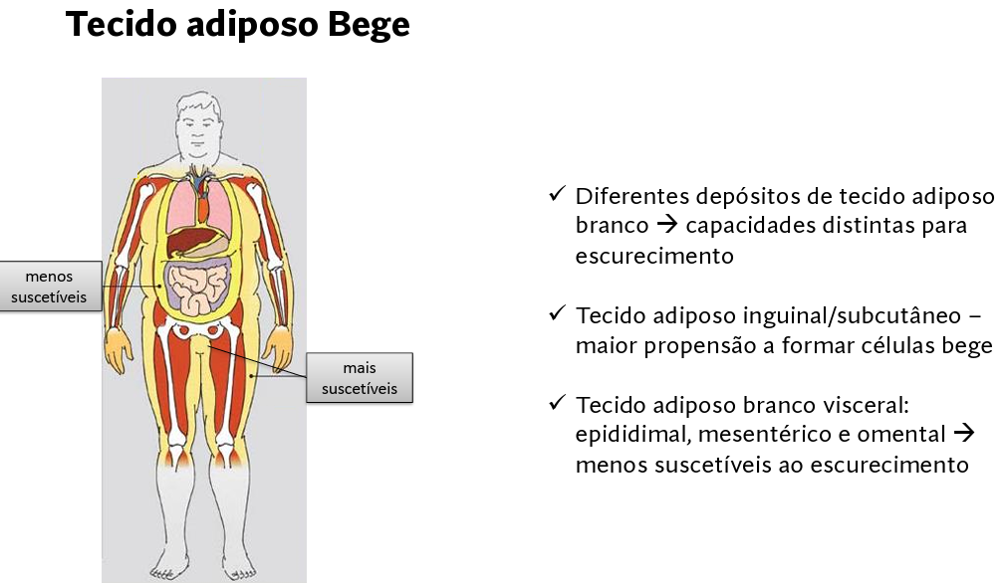 Tecido adiposo Bege
menos
suscetíveis
mais
suscetíveis
✓ Diferentes depósitos de tecido adiposo
branco → capacidades distintas para
escurecimento
✓ Tecido adiposo inguinal/subcutâneo –
maior propensão a formar células bege
✓ Tecido adiposo branco visceral:
epididimal, mesentérico e omental →
menos suscetíveis ao escurecimento